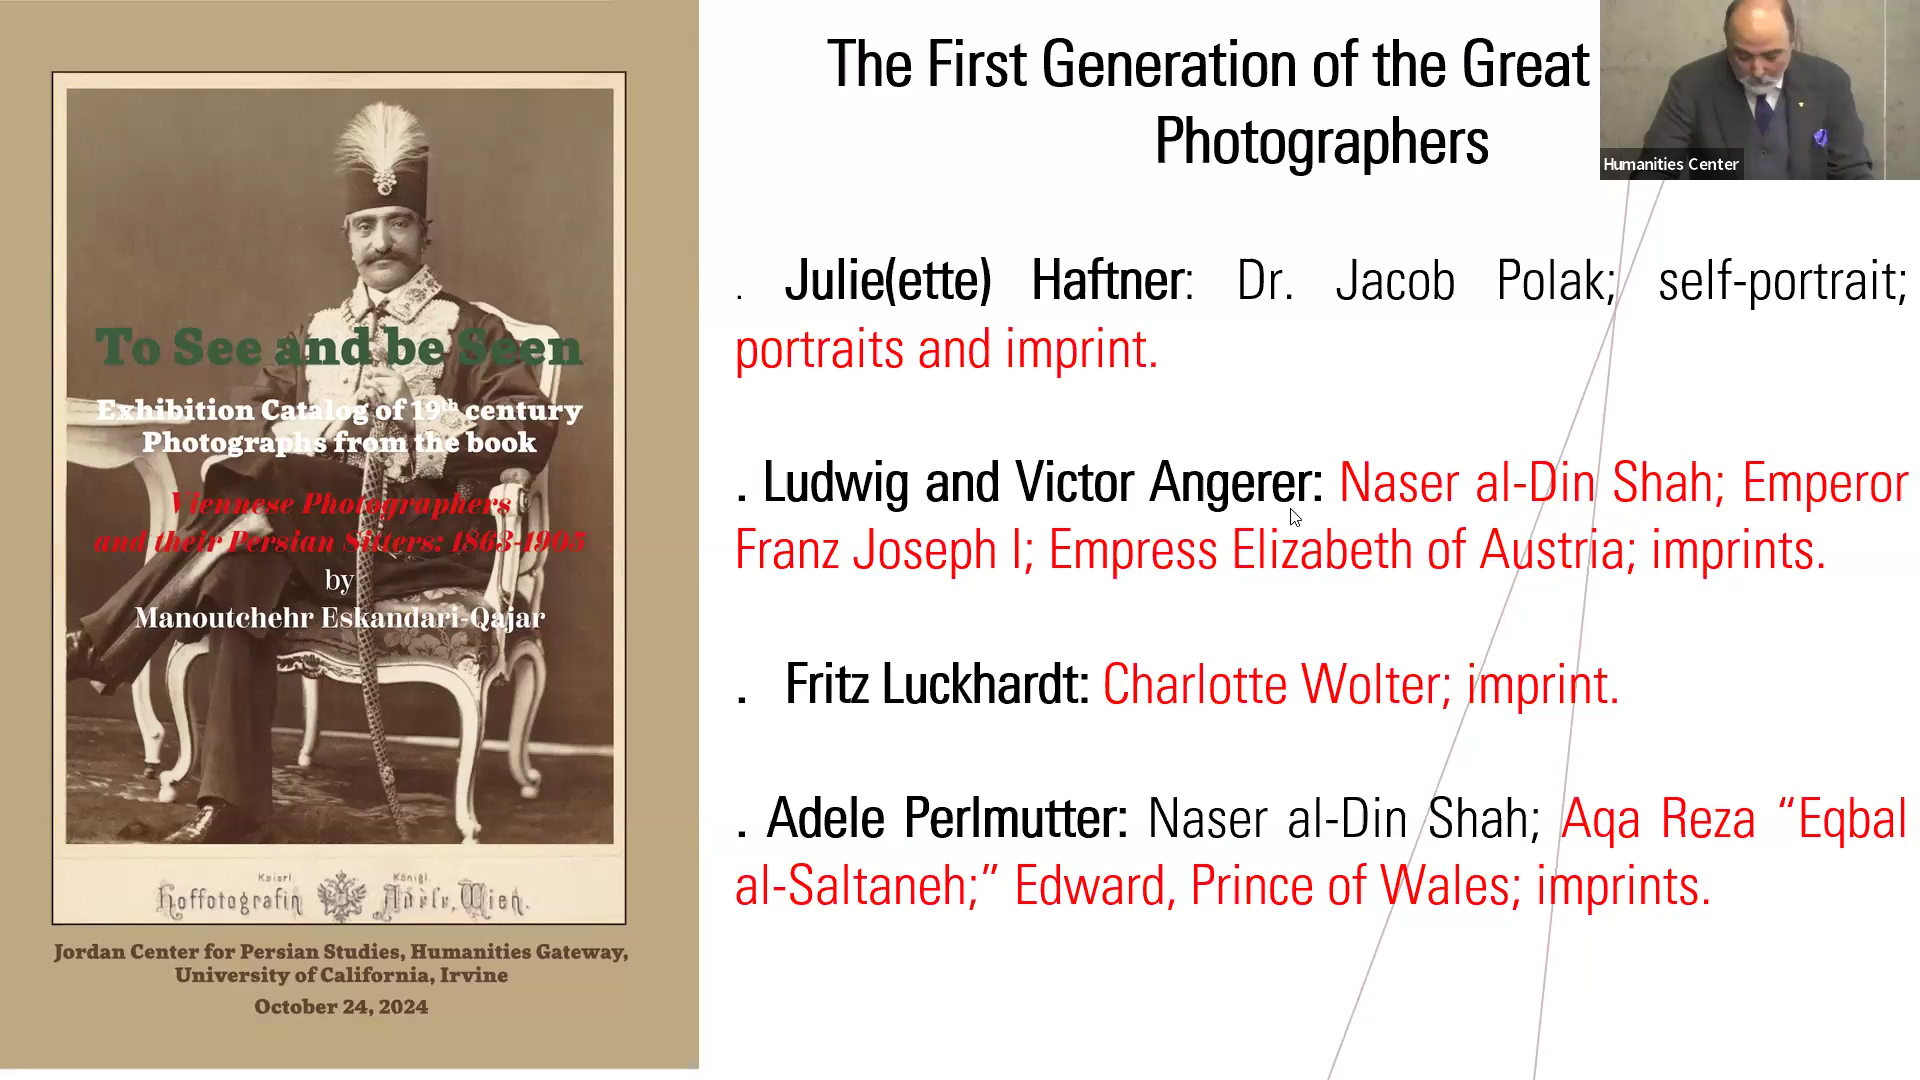 To See and be Seen
Exhibition Catalog of 19th century
Photographs from the book
Viennese Photographers
and their Persian Sitters: 1863-1905
by
Manoutchehr Eskandari-Qajar
Kaiserl. Königl.
Hoffotografin Adèle, Wien.
Jordan Center for Persian Studies, Humanities Gateway,
University of California, Irvine
October 24, 2024
The First Generation of the Great
Photographers
. Julie(ette) Haftner: Dr. Jacob Polak; self-portrait;
portraits and imprint.
. Ludwig and Victor Angerer: Naser al-Din Shah; Emperor
Franz Joseph I; Empress Elizabeth of Austria; imprints.
. Fritz Luckhardt: Charlotte Wolter; imprint.
. Adele Perlmutter: Naser al-Din Shah; Aqa Reza “Eqbal
al-Saltaneh;” Edward, Prince of Wales; imprints.
Humanities Center